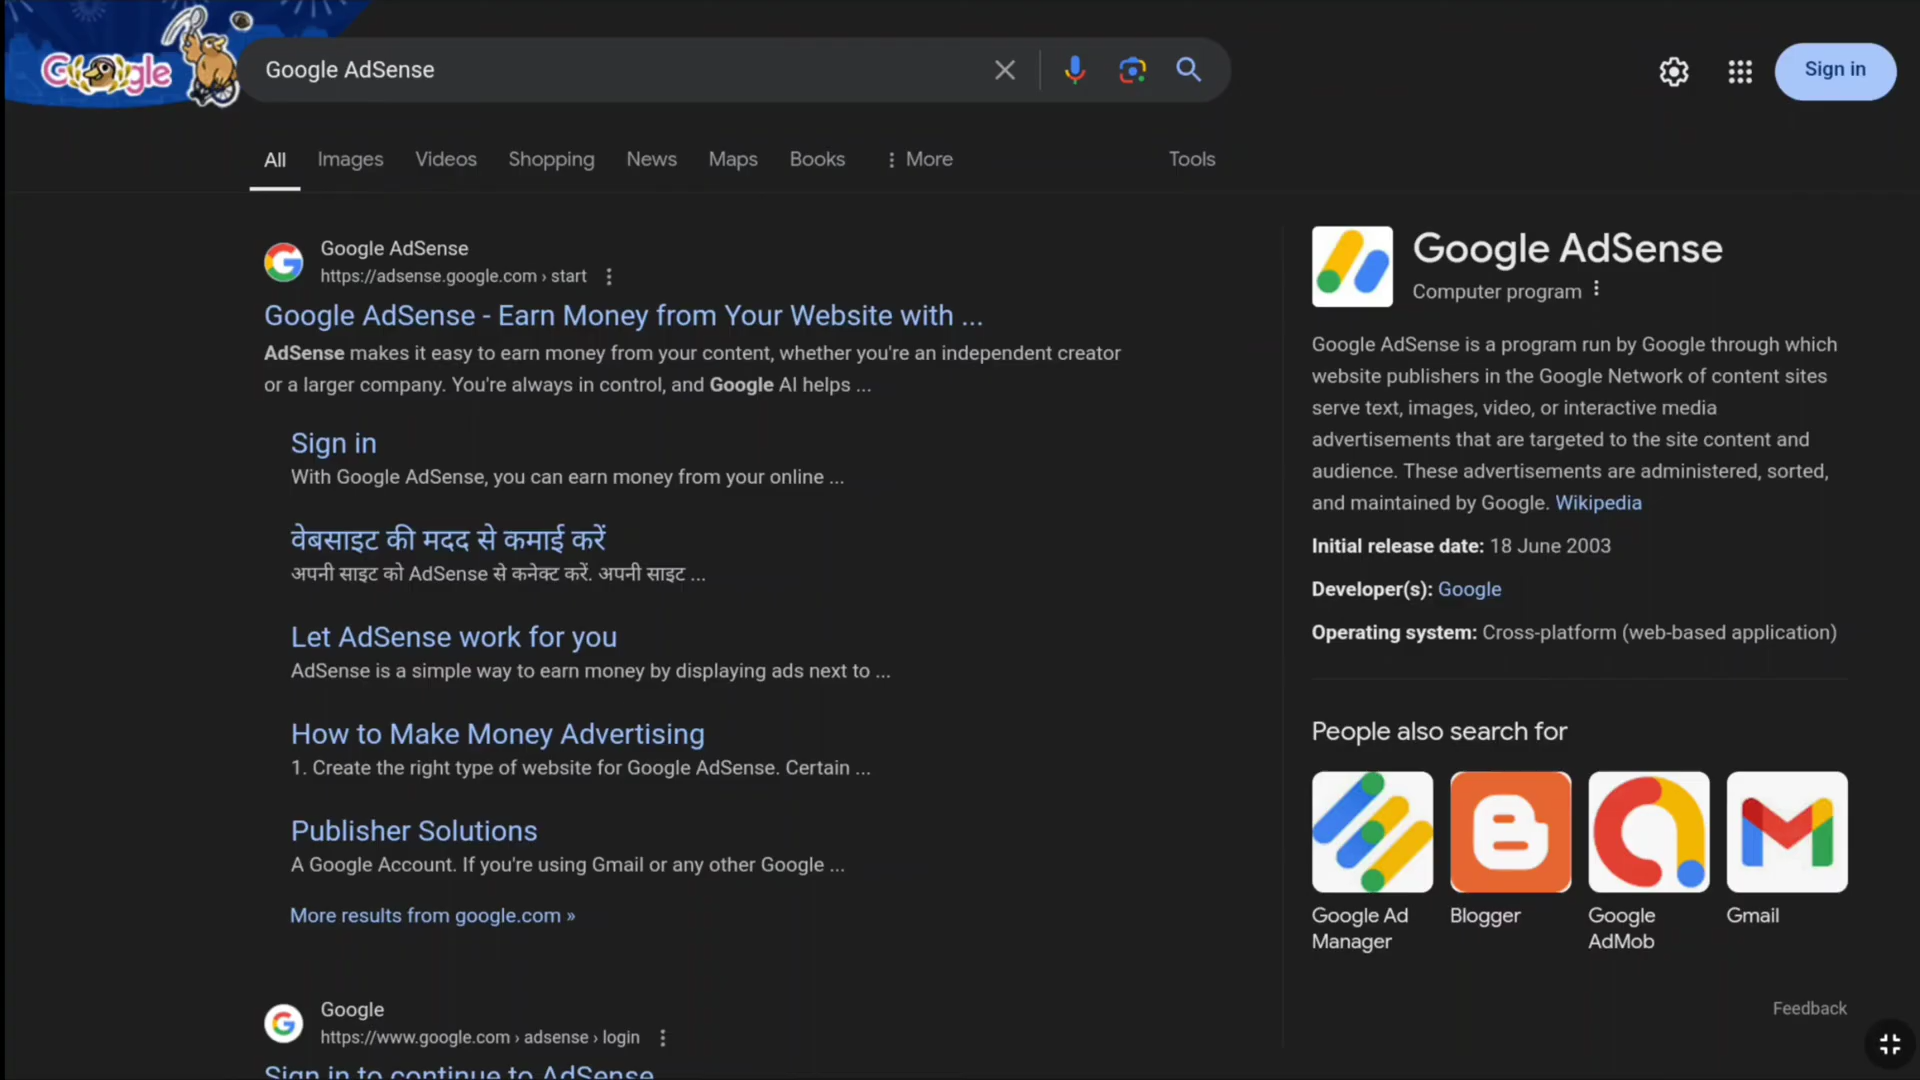 Google
Google AdSense
Sign in
All
Images
Videos
Shopping
News
Maps
Books
More
Tools
Google AdSense
https://adsense.google.com › start
Google AdSense - Earn Money from Your Website with ...
AdSense makes it easy to earn money from your content, whether you're an independent creator
or a larger company. You're always in control, and Google AI helps ...
Sign in
With Google AdSense, you can earn money from your online ...
वेबसाइट की मदद से कमाई करें
अपनी साइट को AdSense से कनेक्ट करें. अपनी साइट ...
Let AdSense work for you
AdSense is a simple way to earn money by displaying ads next to ...
How to Make Money Advertising
1. Create the right type of website for Google AdSense. Certain ...
Publisher Solutions
A Google Account. If you're using Gmail or any other Google ...
More results from google.com »
Google
https://www.google.com › adsense › login
Sign in to continue to AdSense
Google AdSense
Computer program
Google AdSense is a program run by Google through which
website publishers in the Google Network of content sites
serve text, images, video, or interactive media
advertisements that are targeted to the site content and
audience. These advertisements are administered, sorted,
and maintained by Google. Wikipedia
Initial release date: 18 June 2003
Developer(s): Google
Operating system: Cross-platform (web-based application)
People also search for
Google Ad
Manager
Blogger
Google
AdMob
Gmail
Feedback